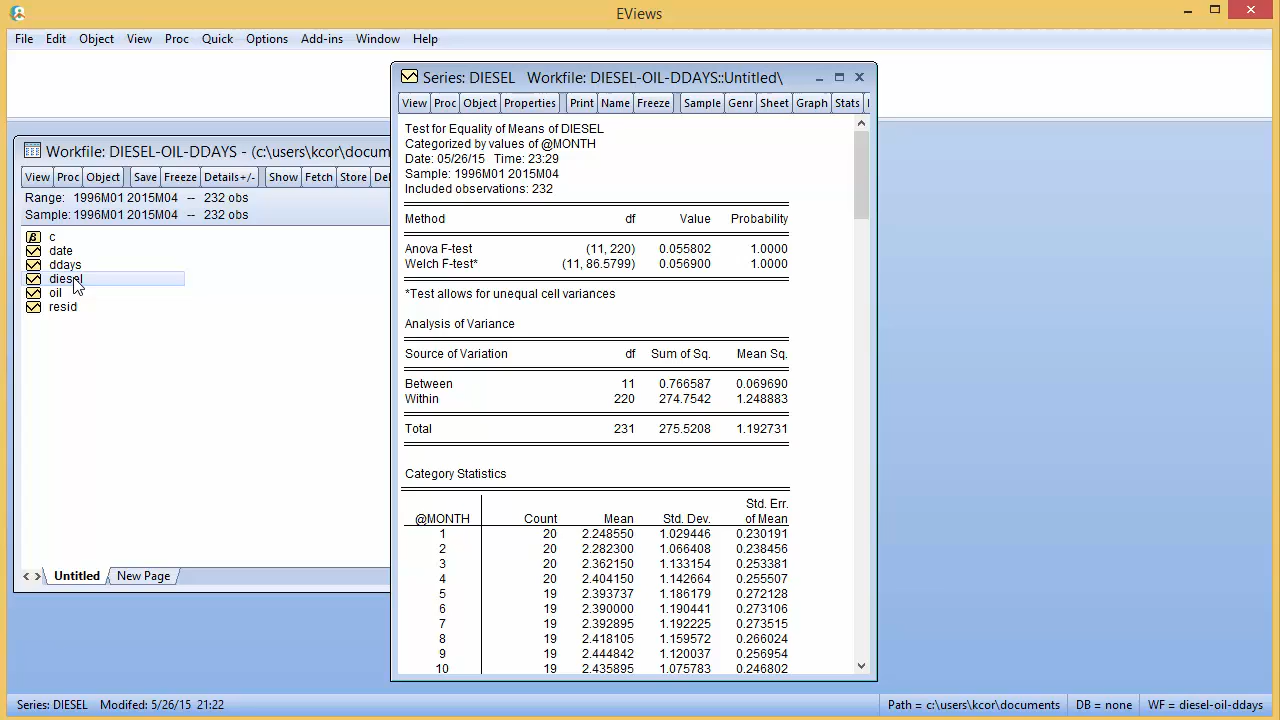 EViews
File Edit Object View Proc Quick Options Add-ins Window Help
Workfile: DIESEL-OIL-DDAYS - (c:\users\kcor\docum
View Proc Object Save Freeze Details+/- Show Fetch Store Del
Range: 1996M01 2015M04 -- 232 obs
Sample: 1996M01 2015M04 -- 232 obs
c
date
ddays
diesel
oil
resid
Untitled New Page
Series: DIESEL Workfile: DIESEL-OIL-DDAYS::Untitled\
View Proc Object Properties Print Name Freeze Sample Genr Sheet Graph Stats
Test for Equality of Means of DIESEL
Categorized by values of @MONTH
Date: 05/26/15 Time: 23:29
Sample: 1996M01 2015M04
Included observations: 232
Method df Value Probability
Anova F-test (11, 220) 0.055802 1.0000
Welch F-test* (11, 86.5799) 0.056900 1.0000
*Test allows for unequal cell variances
Analysis of Variance
Source of Variation df Sum of Sq. Mean Sq.
Between 11 0.766587 0.069690
Within 220 274.7542 1.248883
Total 231 275.5208 1.192731
Category Statistics
Std. Err.
@MONTH Count Mean Std. Dev. of Mean
1 20 2.248550 1.029446 0.230191
2 20 2.282300 1.066408 0.238456
3 20 2.362150 1.133154 0.253381
4 20 2.404150 1.142664 0.255507
5 19 2.393737 1.186179 0.272128
6 19 2.390000 1.190441 0.273106
7 19 2.392895 1.192225 0.273515
8 19 2.418105 1.159572 0.266024
9 19 2.444842 1.120037 0.256954
10 19 2.435895 1.075783 0.246802
Series: DIESEL Modifed: 5/26/15 21:22
Path = c:\users\kcor\documents DB = none WF = diesel-oil-ddays